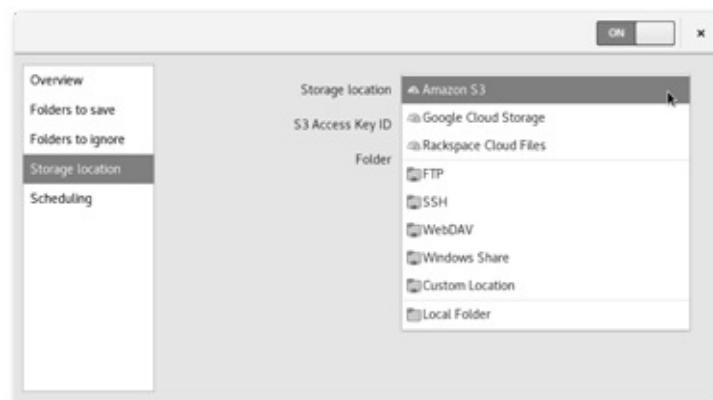 ON
×
Overview
Folders to save
Folders to ignore
Storage location
Scheduling
Storage location
S3 Access Key ID
Folder
Amazon S3
Google Cloud Storage
Rackspace Cloud Files
FTP
SSH
WebDAV
Windows Share
Custom Location
Local Folder